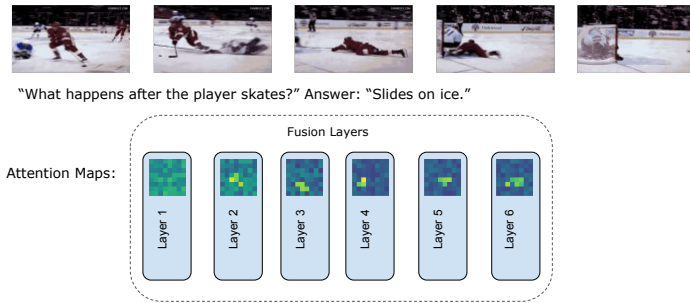 “What happens after the player skates?” Answer: “Slides on ice.”
Fusion Layers
Attention Maps:
Layer 1
Layer 2
Layer 3
Layer 4
Layer 5
Layer 6